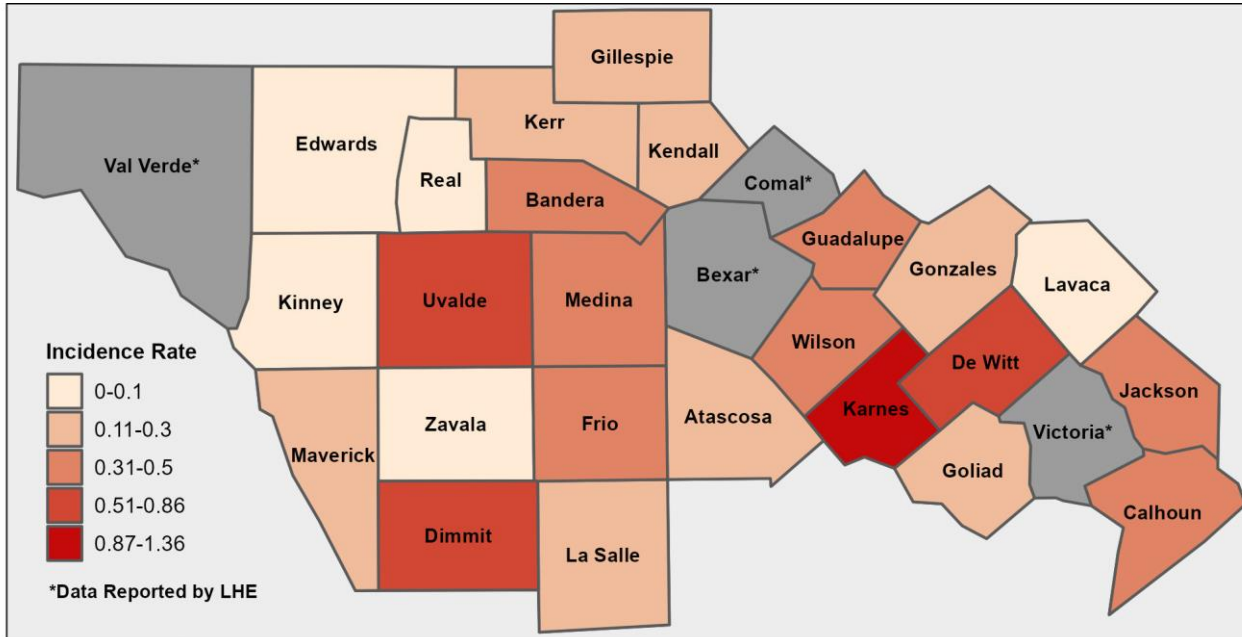 Gillespie
Kerr
Kendall
Edwards
Val Verde*
Real
Comal*
Bandera
Guadalupe
Gonzales
Bexar*
Lavaca
Kinney
Uvalde
Medina
Wilson
De Witt
Jackson
Karnes
Atascosa
Zavala
Frio
Victoria*
Maverick
Goliad
Calhoun
Dimmit
La Salle
Incidence Rate
0-0.1
0.11-0.3
0.31-0.5
0.51-0.86
0.87-1.36
*Data Reported by LHE